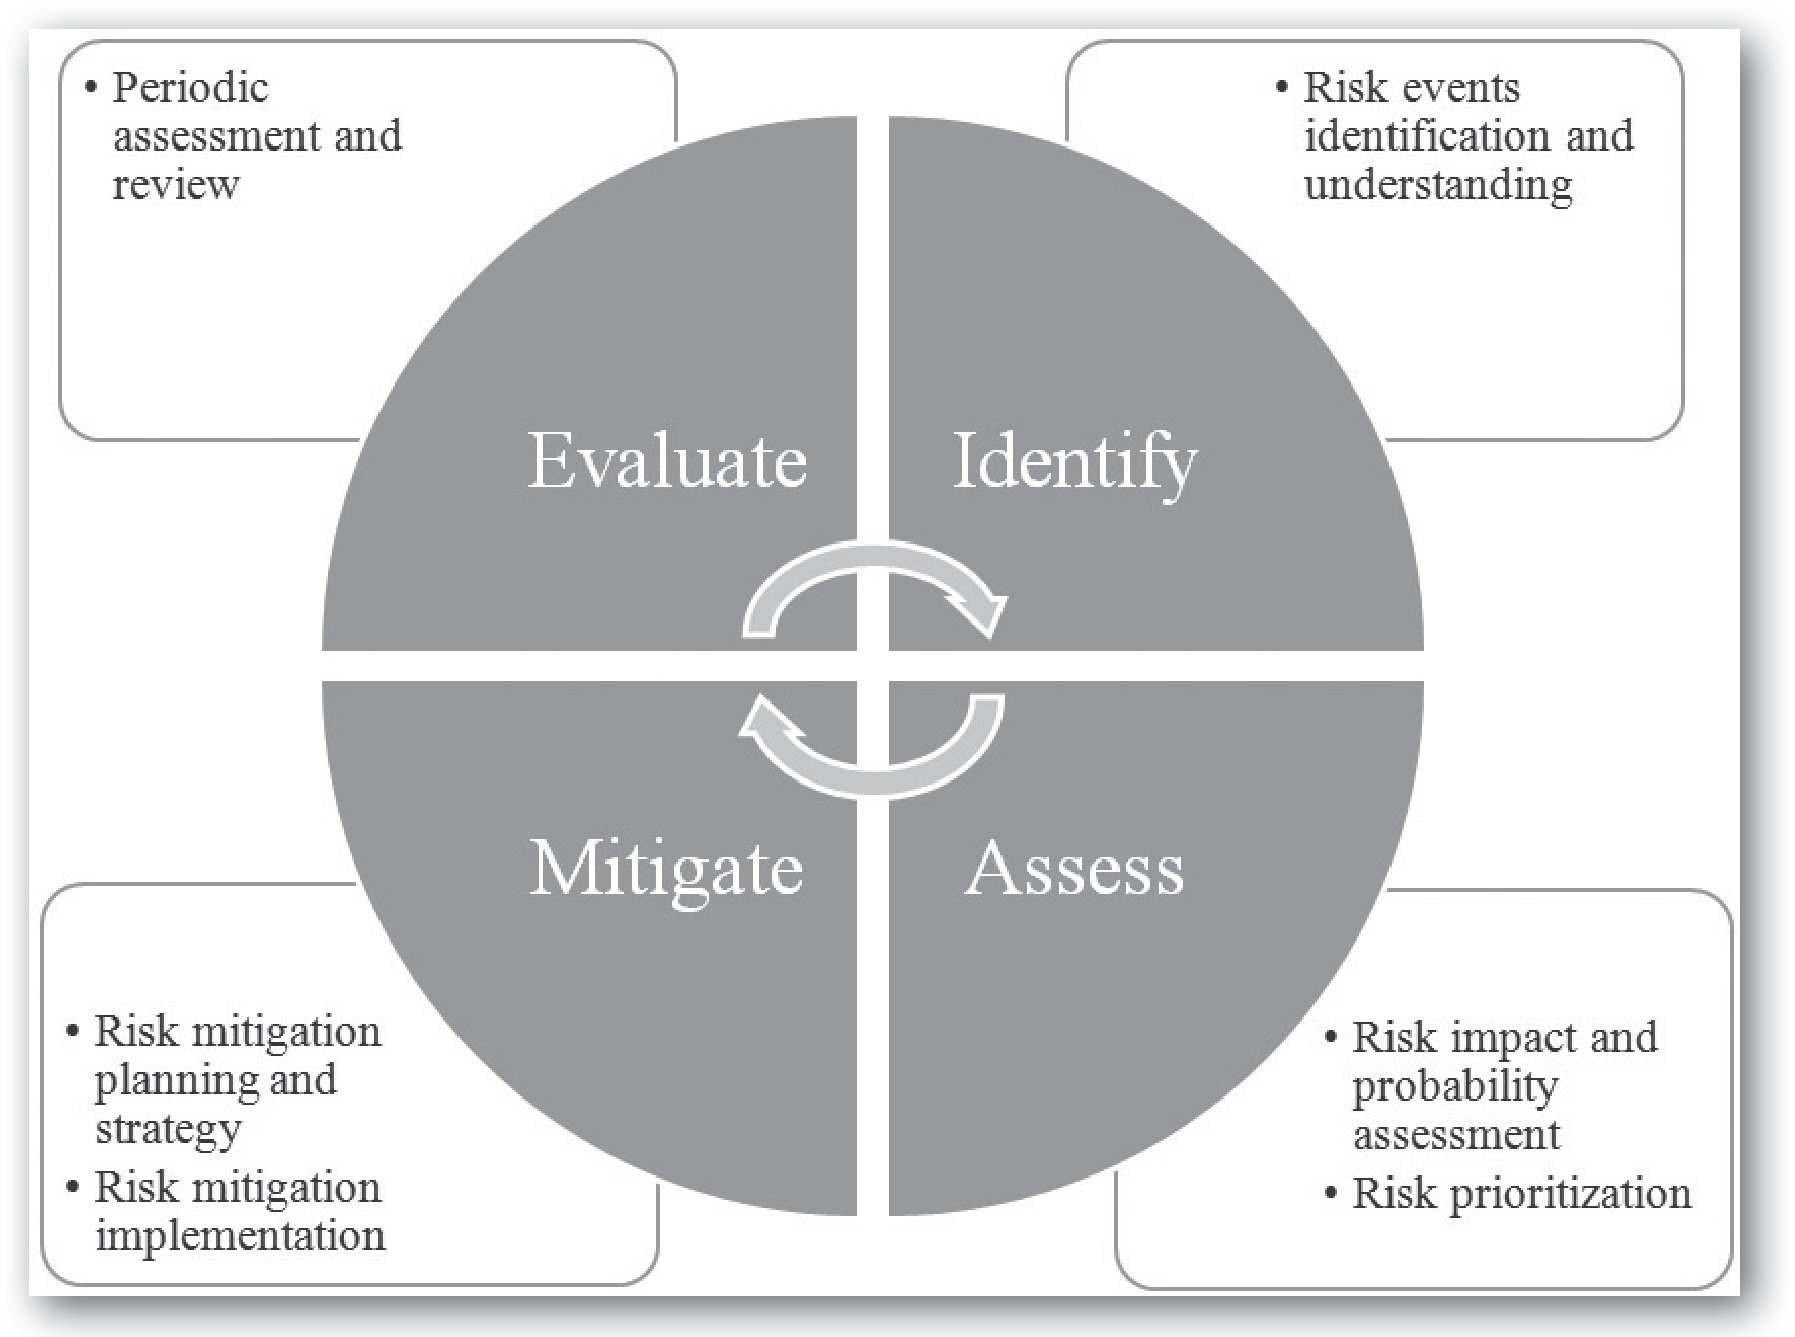 • Periodic
assessment and
review
• Risk events
identification and
understanding
Evaluate
Identify
Mitigate
Assess
• Risk mitigation
planning and
strategy
• Risk mitigation
implementation
• Risk impact and
probability
assessment
• Risk prioritization